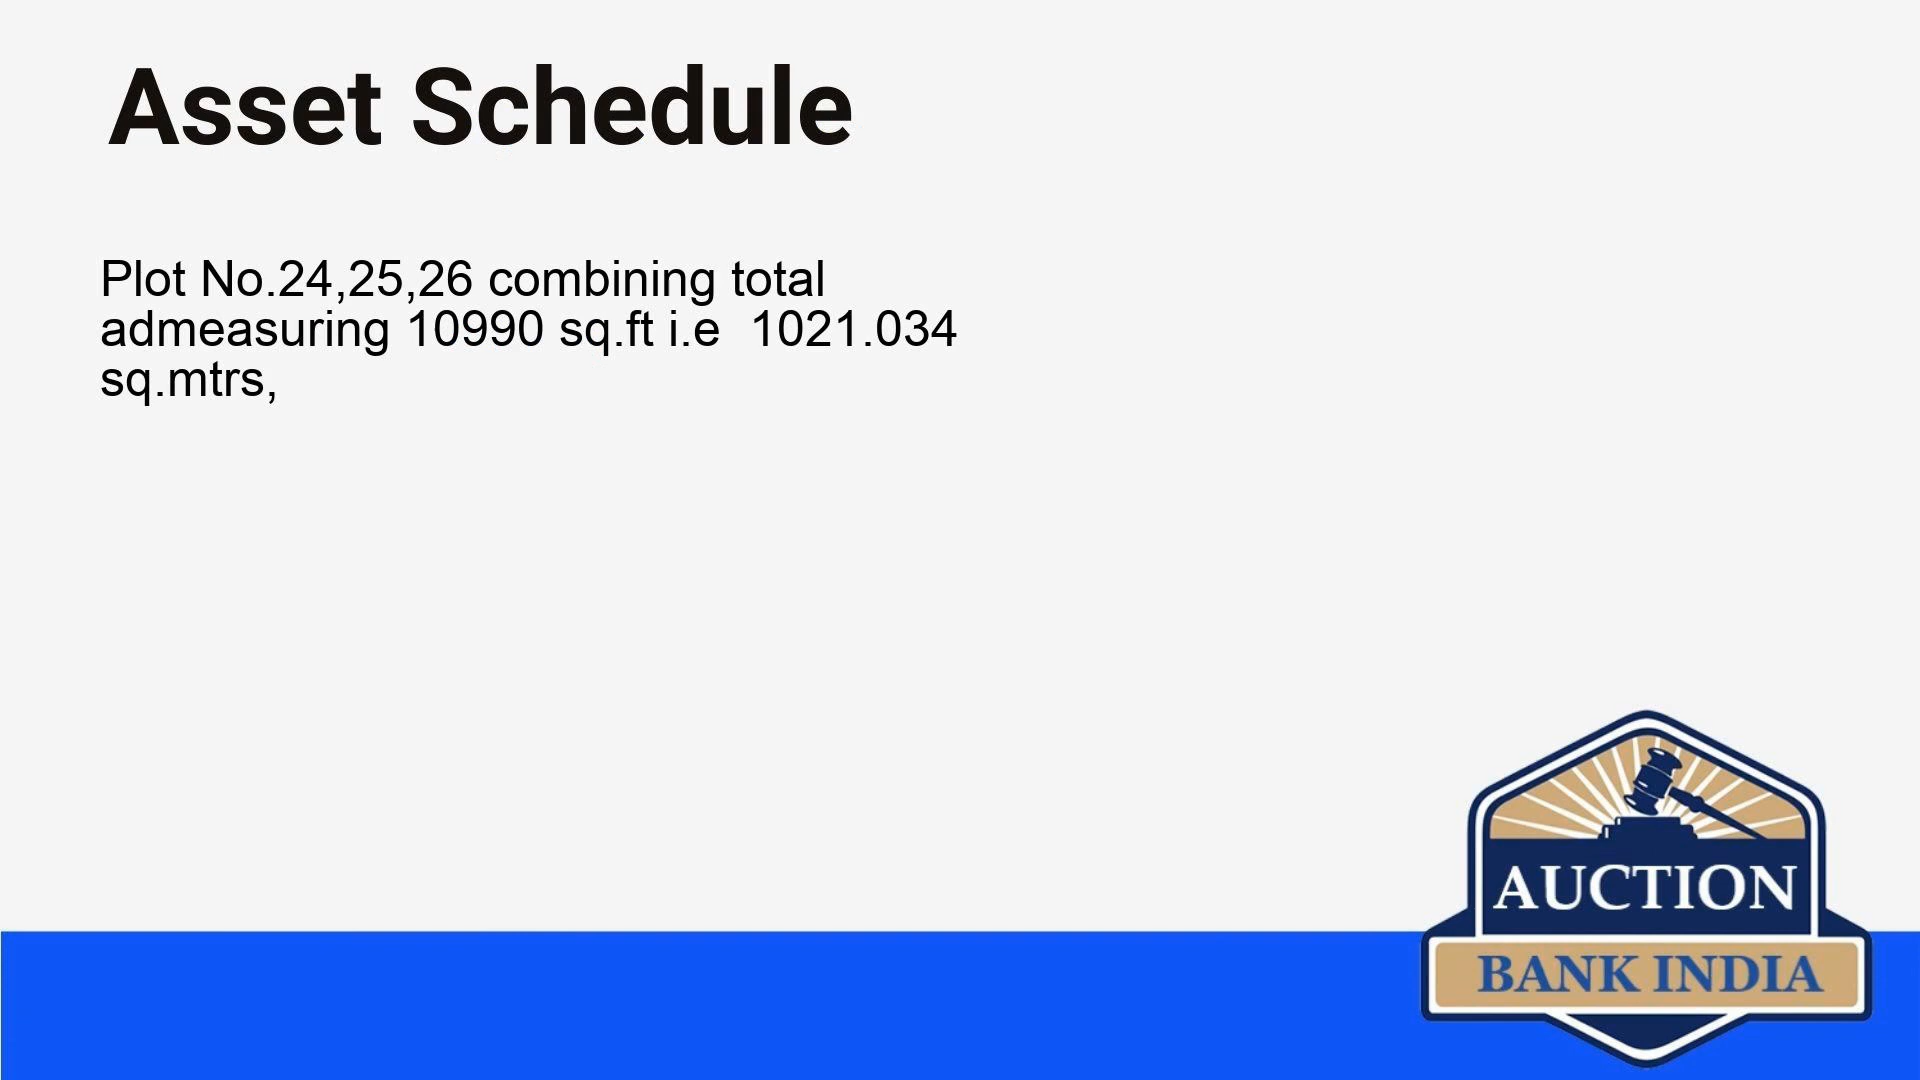 Asset Schedule
Plot No.24,25,26 combining total
admeasuring 10990 sq.ft i.e  1021.034
sq.mtrs,
AUCTION
BANK INDIA